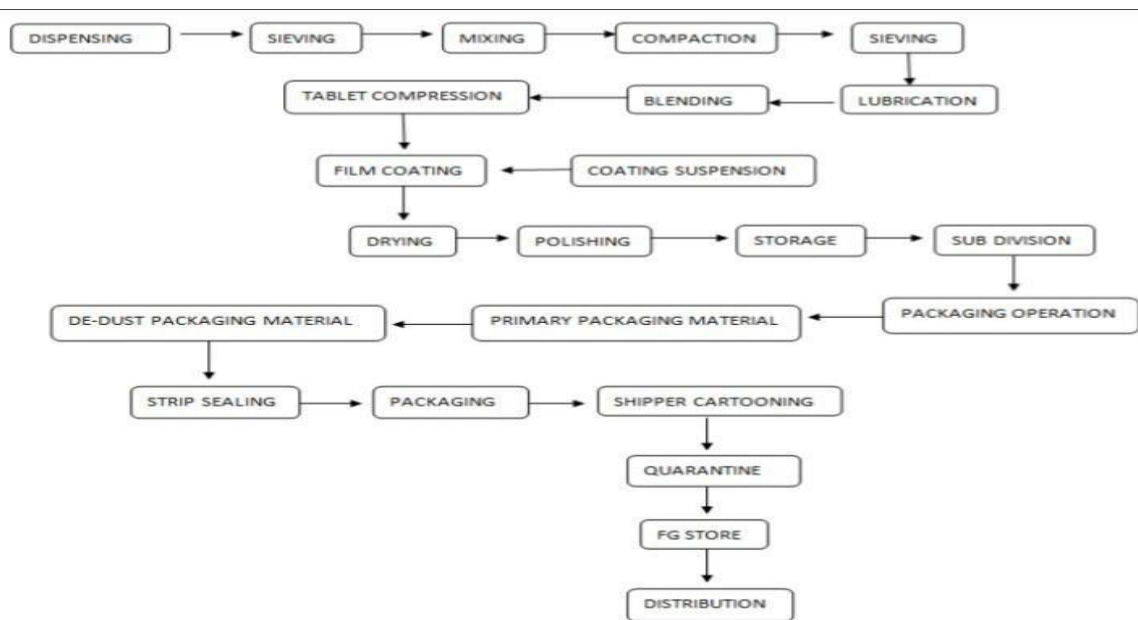 DISPENSING
SIEVING
MIXING
COMPACTION
SIEVING
LUBRICATION
BLENDING
TABLET COMPRESSION
FILM COATING
COATING SUSPENSION
DRYING
POLISHING
STORAGE
SUB DIVISION
PACKAGING OPERATION
PRIMARY PACKAGING MATERIAL
DE-DUST PACKAGING MATERIAL
STRIP SEALING
PACKAGING
SHIPPER CARTOONING
QUARANTINE
FG STORE
DISTRIBUTION